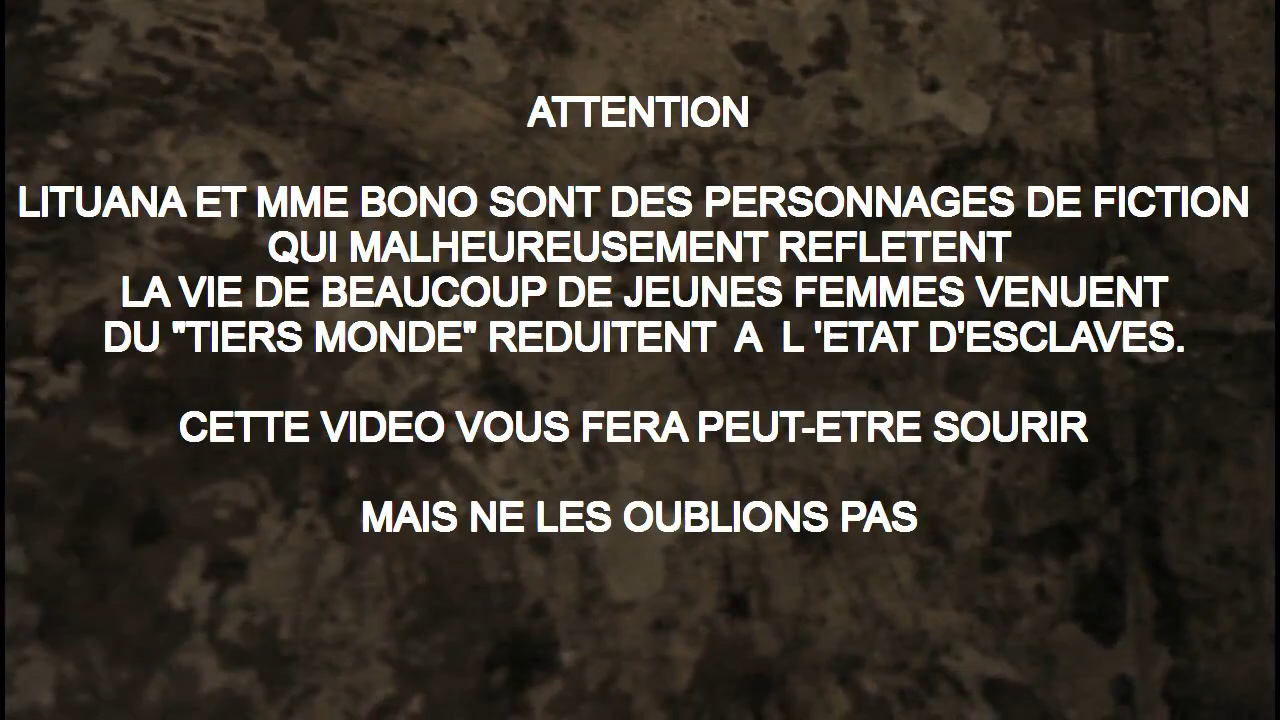 ATTENTION
LITUANA ET MME BONO SONT DES PERSONNAGES DE FICTION
QUI MALHEUREUSEMENT REFLETENT
LA VIE DE BEAUCOUP DE JEUNES FEMMES VENUENT
DU "TIERS MONDE" REDUITENT A L 'ETAT D'ESCLAVES.
CETTE VIDEO VOUS FERA PEUT-ETRE SOURIR
MAIS NE LES OUBLIONS PAS